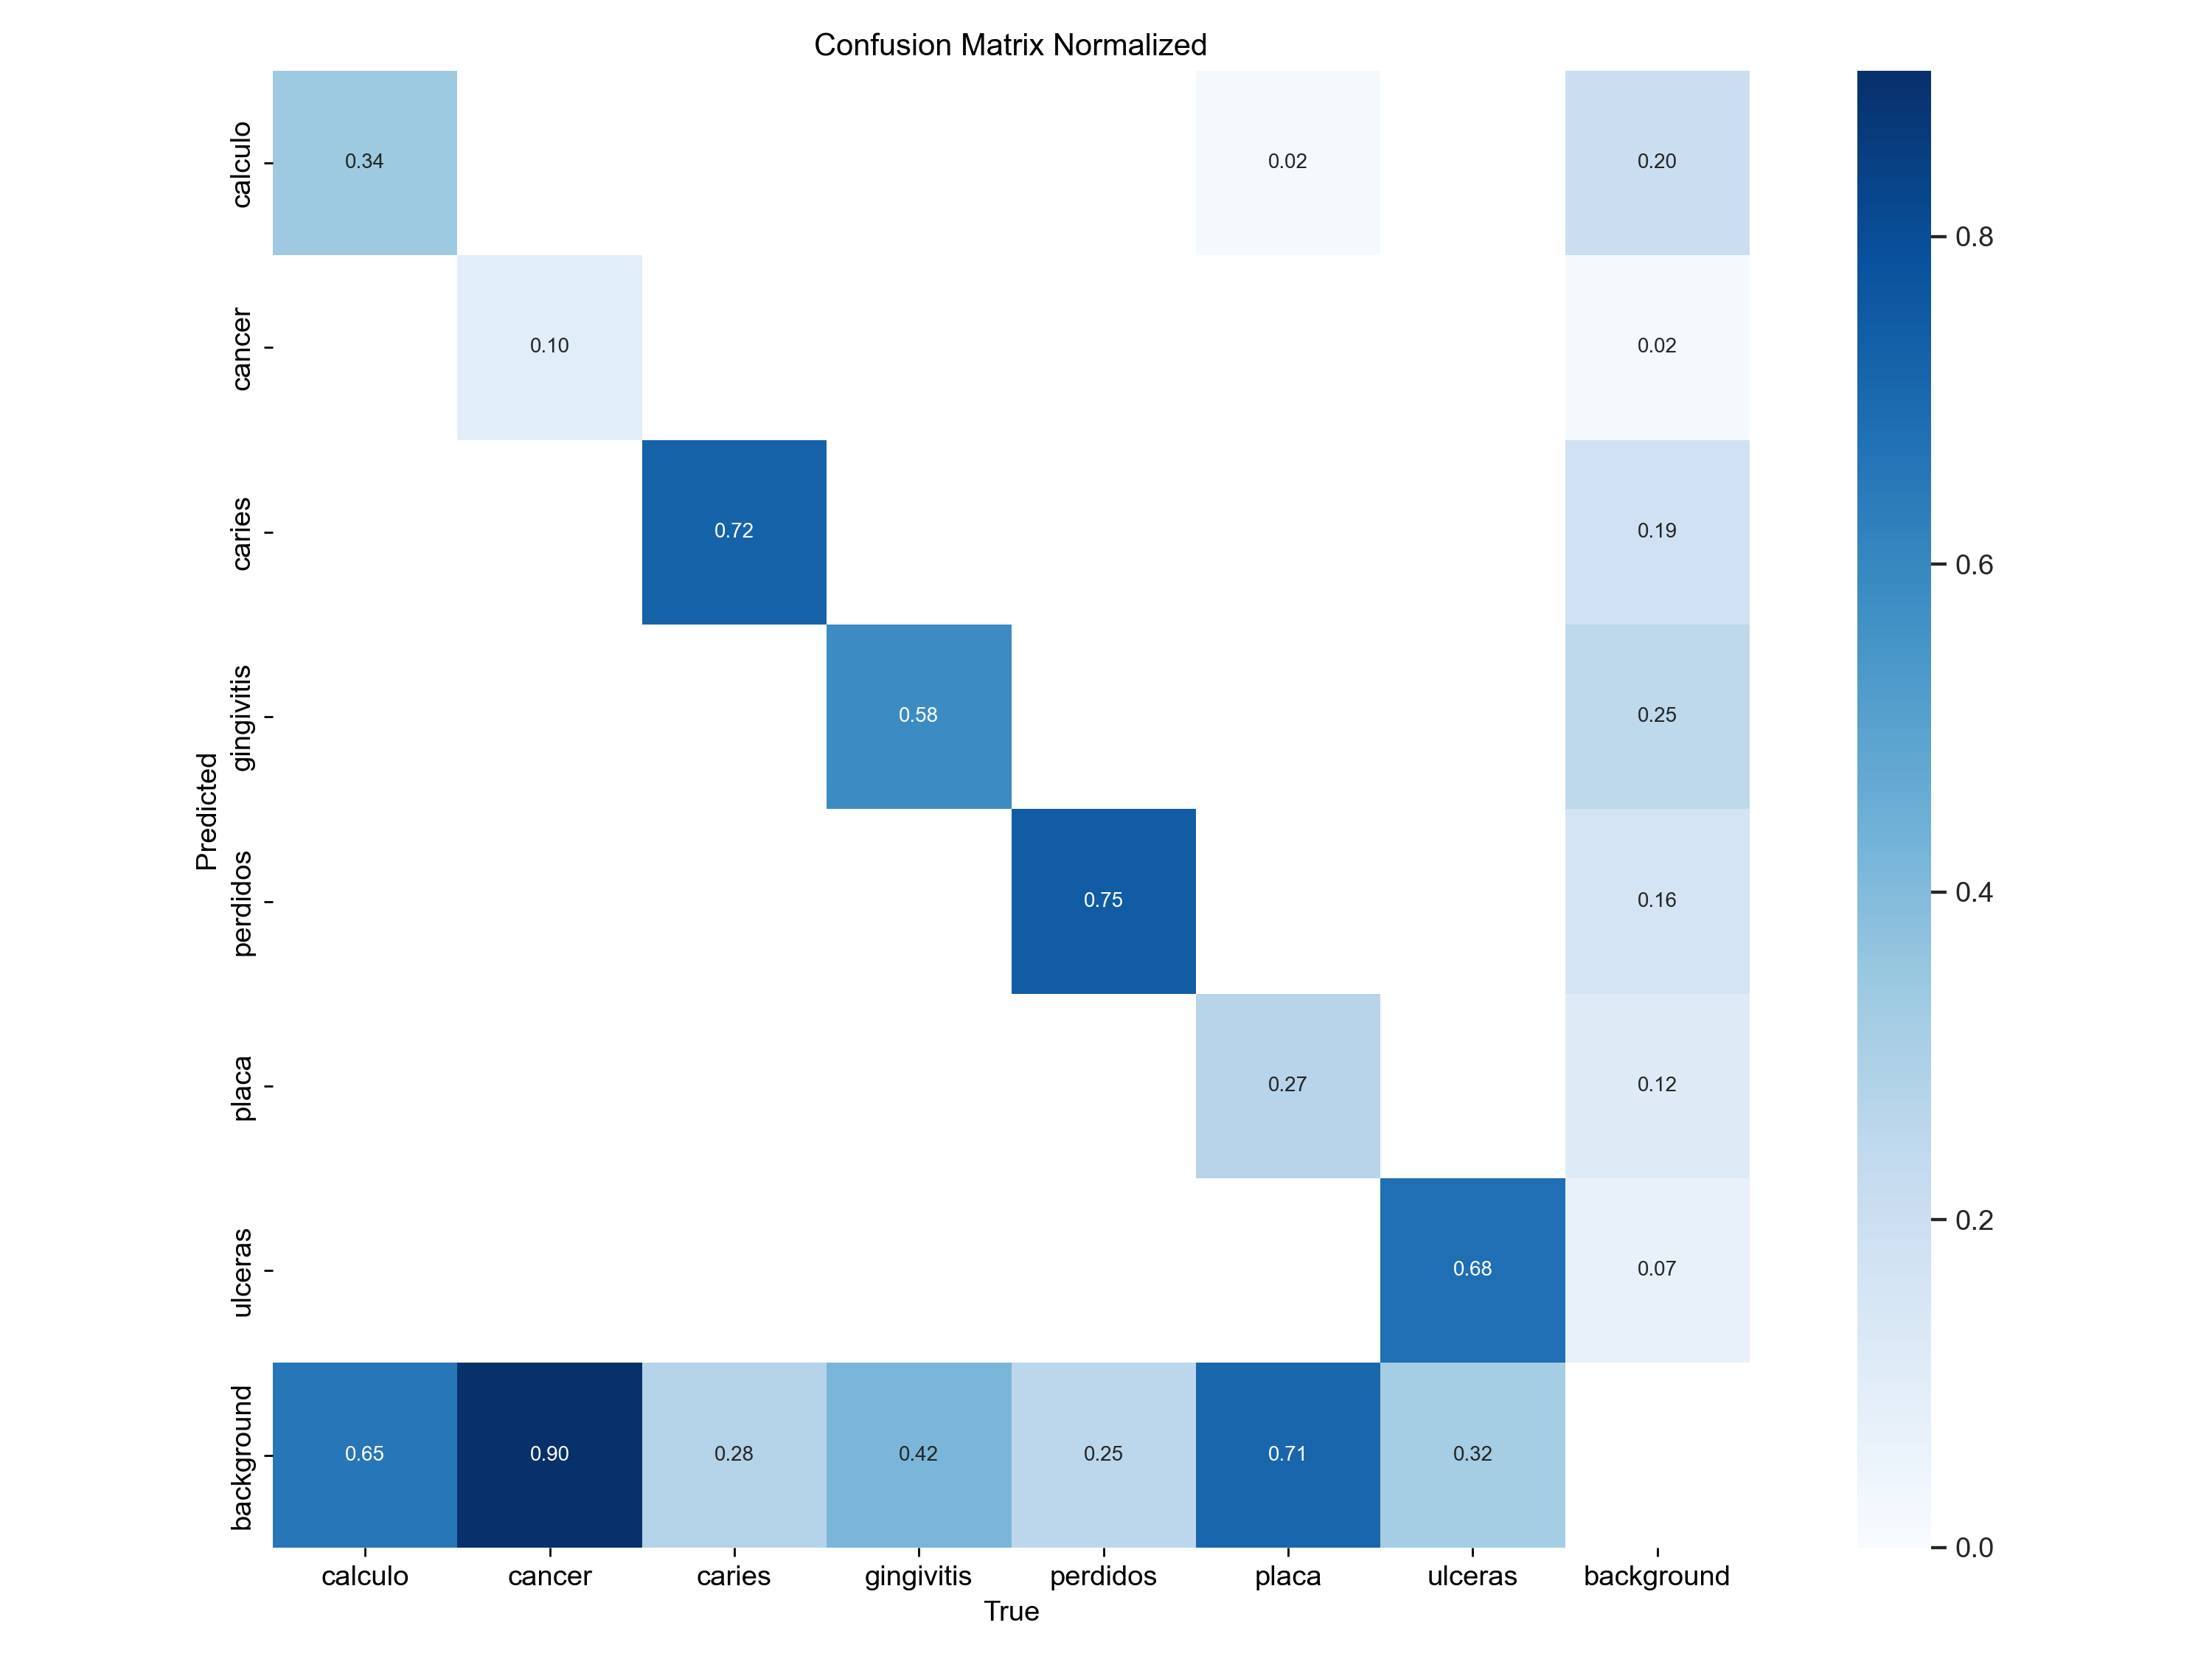 Confusion Matrix Normalized
calculo 0.34 0.02 0.20
cancer 0.10 0.02
caries 0.72 0.19
gingivitis 0.58 0.25
perdidos 0.75 0.16
placa 0.27 0.12
ulceras 0.68 0.07
background 0.65 0.90 0.28 0.42 0.25 0.71 0.32
Predicted
calculo cancer caries gingivitis perdidos placa ulceras background
True
0.8
0.6
0.4
0.2
0.0